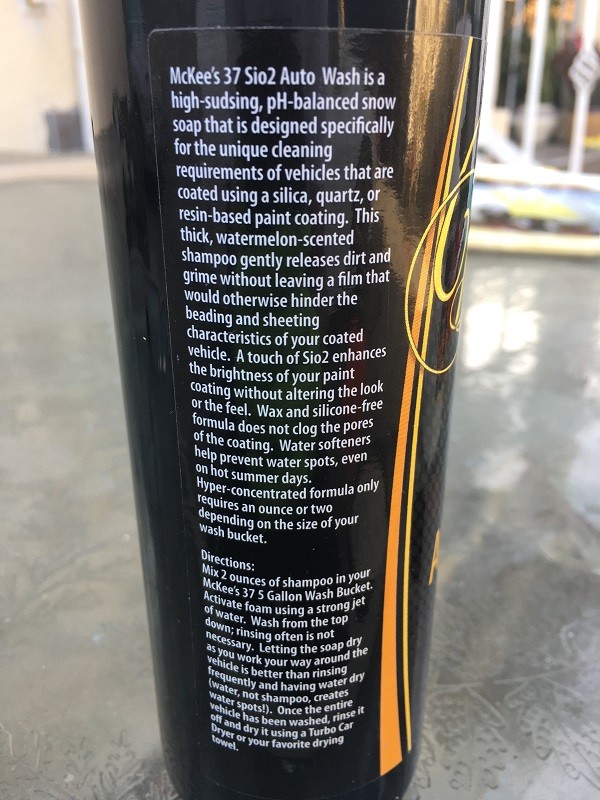 McKee's 37 Sio2 Auto Wash is a
high-sudsing, pH-balanced snow
soap that is designed specifically
for the unique cleaning
requirements of vehicles that are
coated using a silica, quartz, or
resin-based paint coating. This
thick, watermelon-scented
shampoo gently releases dirt and
grime without leaving a film that
would otherwise hinder the
beading and sheeting
characteristics of your coated
vehicle. A touch of Sio2 enhances
the brightness of your paint
coating without altering the look
or the feel. Wax and silicone-free
formula does not clog the pores
of the coating. Water softeners
help prevent water spots, even
on hot summer days.
Hyper-concentrated formula only
requires an ounce or two
depending on the size of your
wash bucket.
Directions:
Mix 2 ounces of shampoo in your
McKee's 37 5 Gallon Wash Bucket.
Activate foam using a strong jet
of water. Wash from the top
down; rinsing often is not
necessary. Letting the soap dry
as you work your way around the
vehicle is better than rinsing
frequently and having water dry
(water, not shampoo, creates
water spots!). Once the entire
vehicle has been washed, rinse it
off and dry it using a Turbo Car
Dryer or your favorite drying
towel.